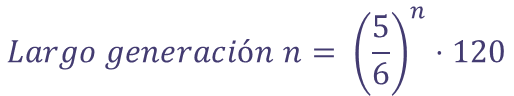 Largo generación n = (5/6)^n · 120